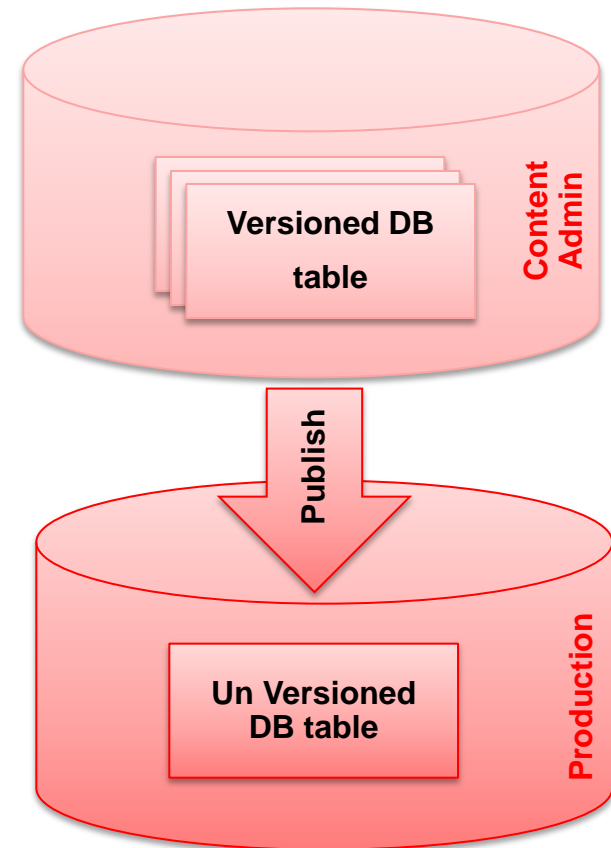 Versioned DB
table
Content
Admin
Publish
Un Versioned
DB table
Production